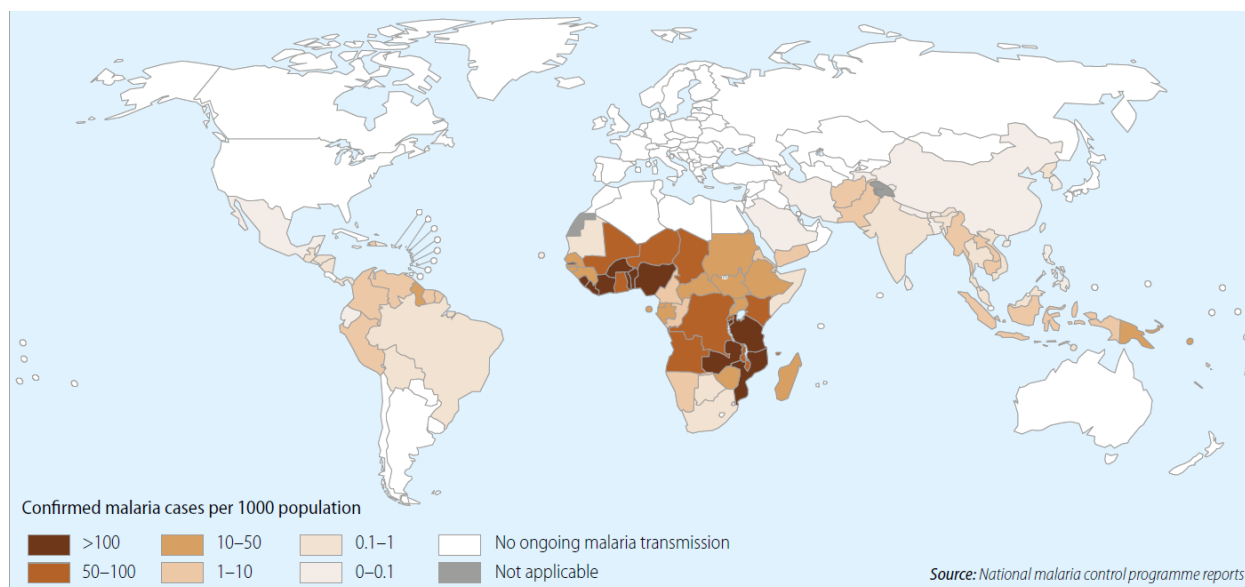 Confirmed malaria cases per 1000 population
>100 10–50 0.1–1 No ongoing malaria transmission
50–100 1–10 0–0.1 Not applicable
Source: National malaria control programme reports